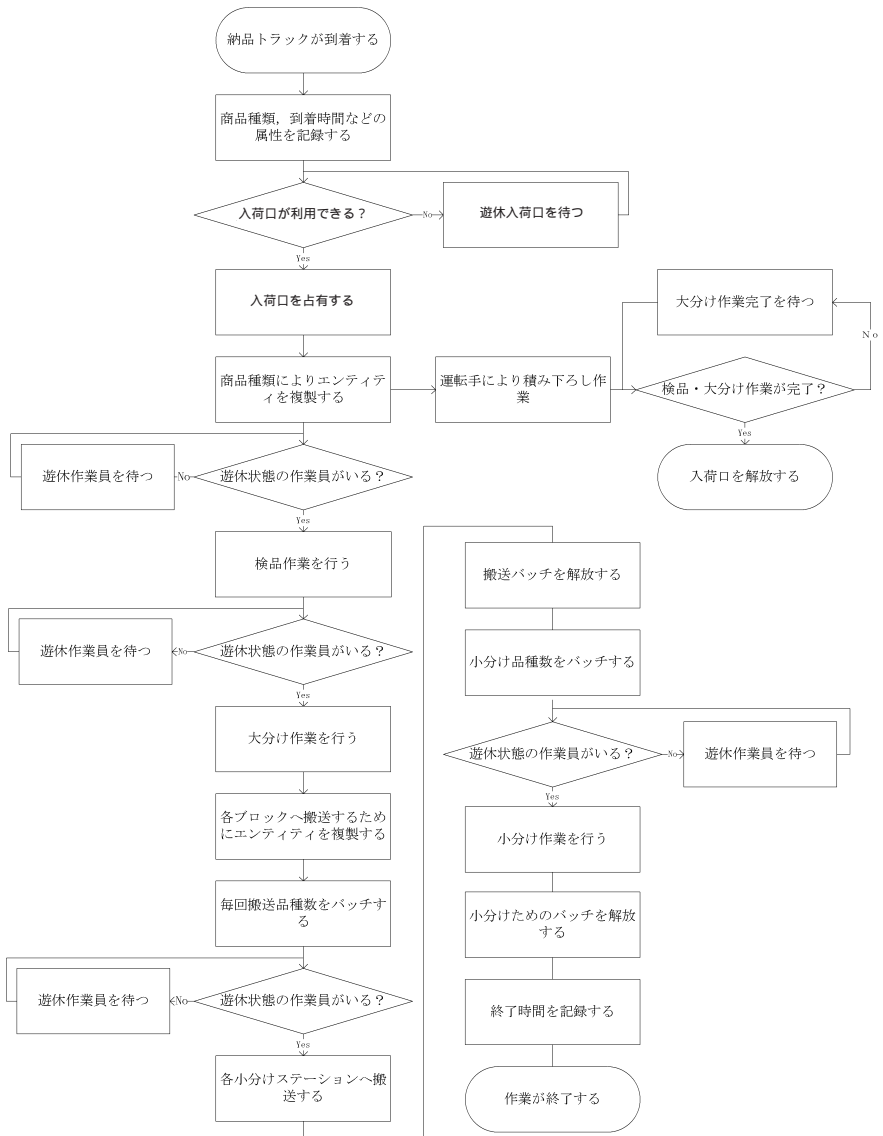 納品トラックが到着する
商品種類，到着時間などの
属性を記録する
入荷口が利用できる？
No
遊休入荷口を待つ
Yes
入荷口を占有する
商品種類によりエンティテ
ィを複製する
運転手により積み下ろし作
業
大分け作業完了を待つ
No
検品・大分け作業が完了？
Yes
入荷口を解放する
遊休作業員を待つ
No
遊休状態の作業員がいる？
Yes
検品作業を行う
遊休作業員を待つ
No
遊休状態の作業員がいる？
Yes
大分け作業を行う
各ブロックへ搬送するため
にエンティティを複製する
毎回搬送品種数をバッチす
る
遊休作業員を待つ
No
遊休状態の作業員がいる？
Yes
各小分けステーションへ搬
送する
搬送バッチを解放する
小分け品種数をバッチする
遊休状態の作業員がいる？
No
遊休作業員を待つ
Yes
小分け作業を行う
小分けためのバッチを解放
する
終了時間を記録する
作業が終了する